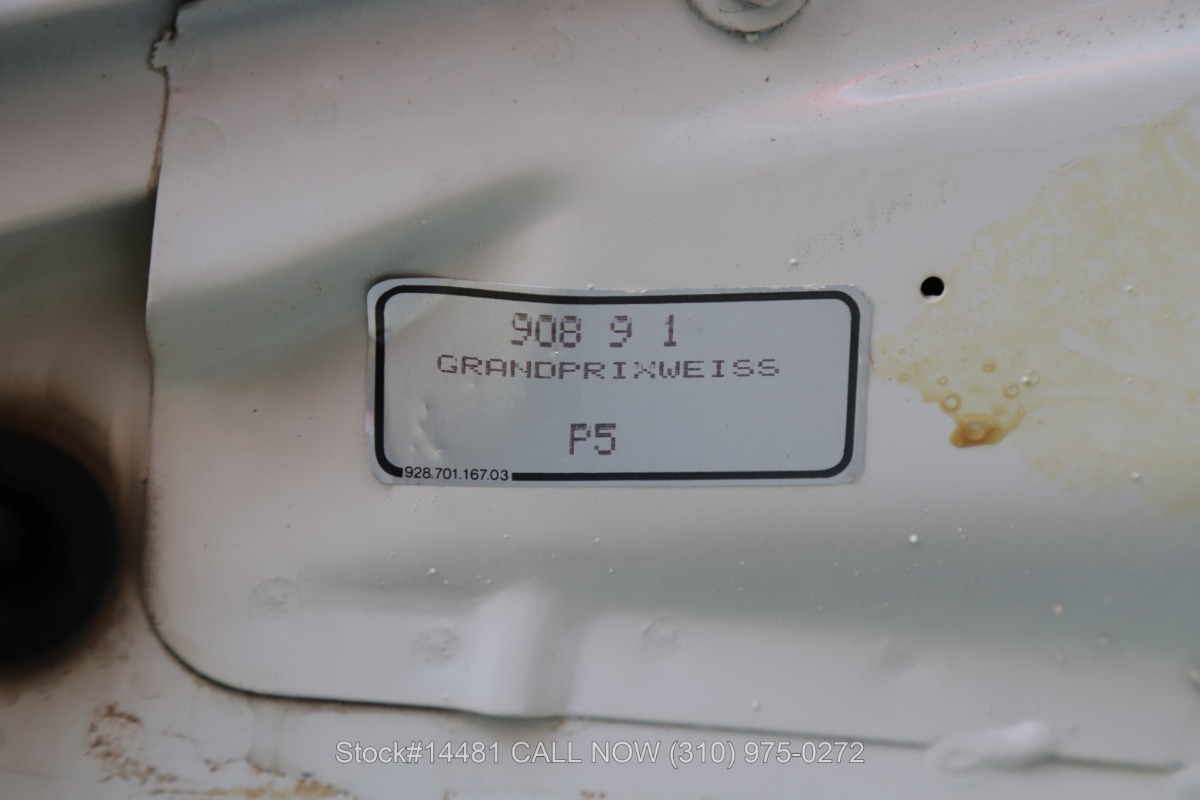 908 9 1
GRANDPRIXWEISS
P5
928.701.167.03
Stock#14481 CALL NOW (310) 975-0272